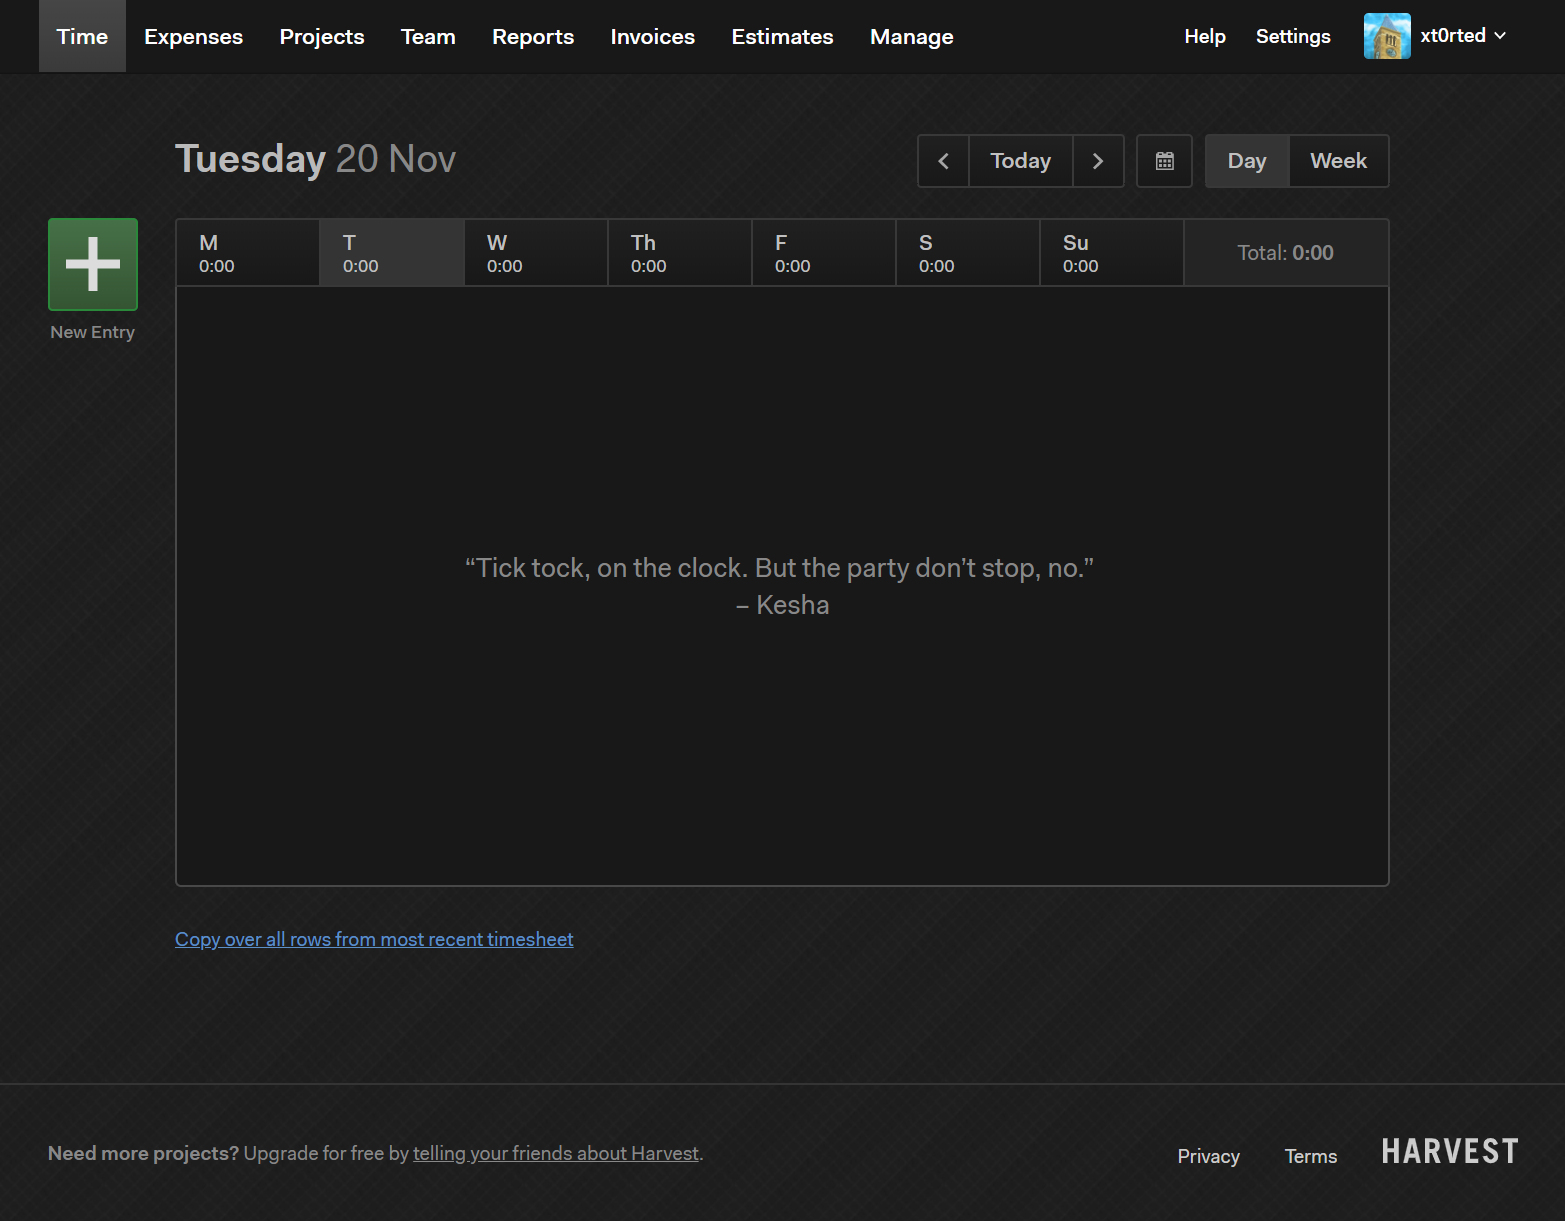 Time Expenses Projects Team Reports Invoices Estimates Manage Help Settings xt0rted
Tuesday 20 Nov
Today Day Week
M T W Th F S Su
0:00 0:00 0:00 0:00 0:00 0:00 0:00
Total: 0:00
New Entry
“Tick tock, on the clock. But the party don’t stop, no.”
– Kesha
Copy over all rows from most recent timesheet
Need more projects? Upgrade for free by telling your friends about Harvest.
Privacy Terms HARVEST